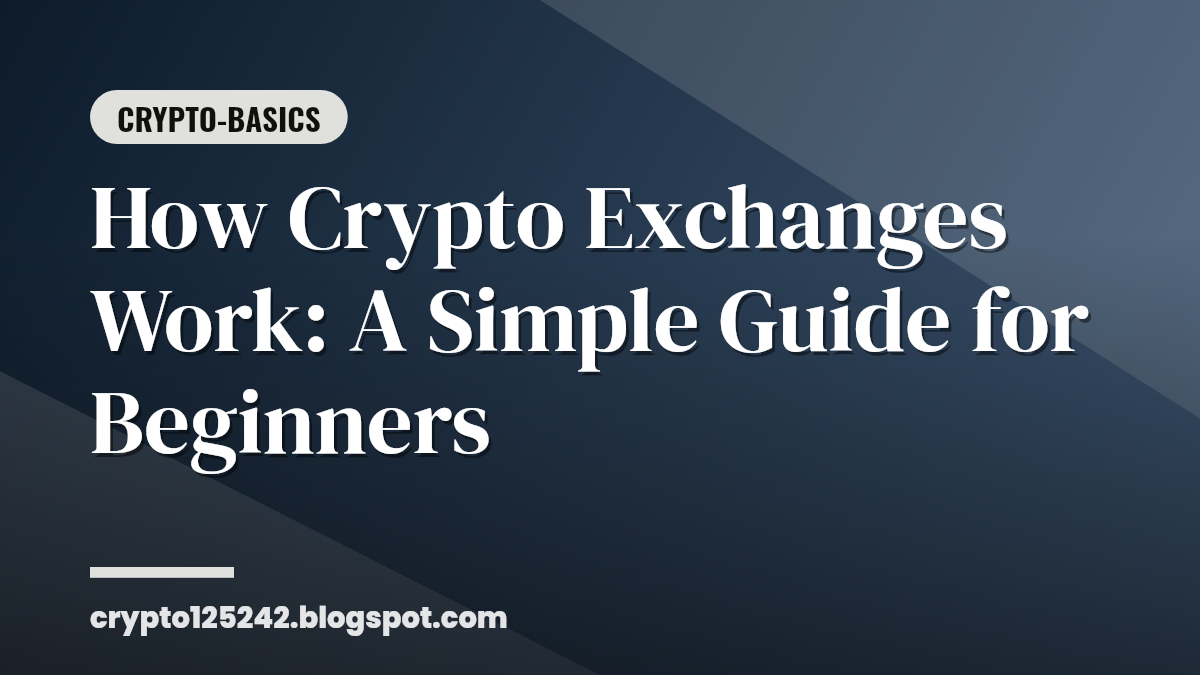 CRYPTO-BASICS
How Crypto Exchanges
Work: A Simple Guide for
Beginners
crypto125242.blogspot.com